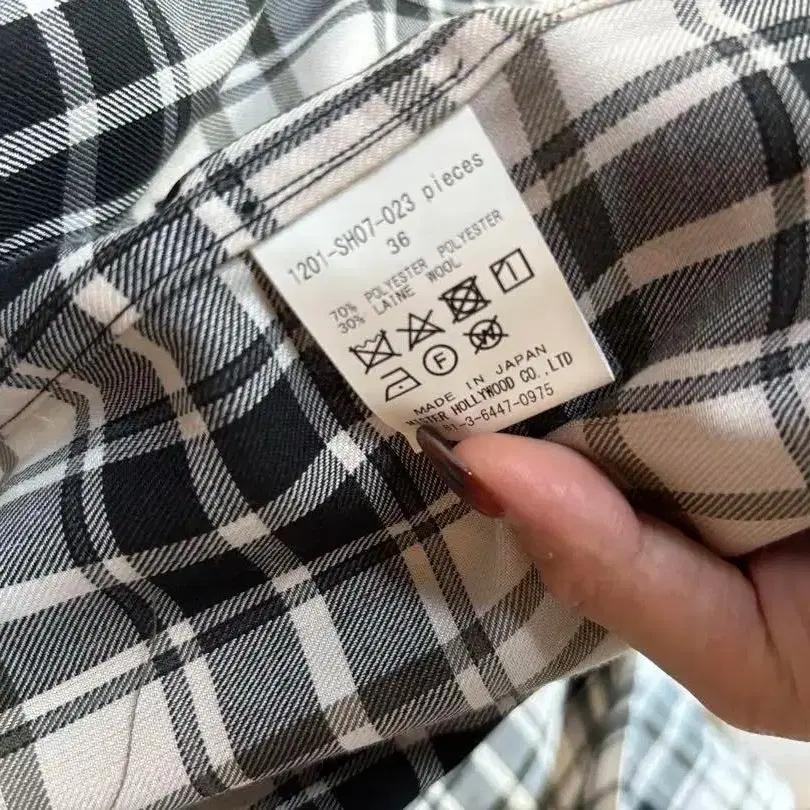 1201-SH07-023 pieces
36
70% POLYESTER POLYESTER
30% LAINE WOOL
F
W
MADE IN JAPAN
HOLLYWOOD CO.,LTD
81-3-6447-0975